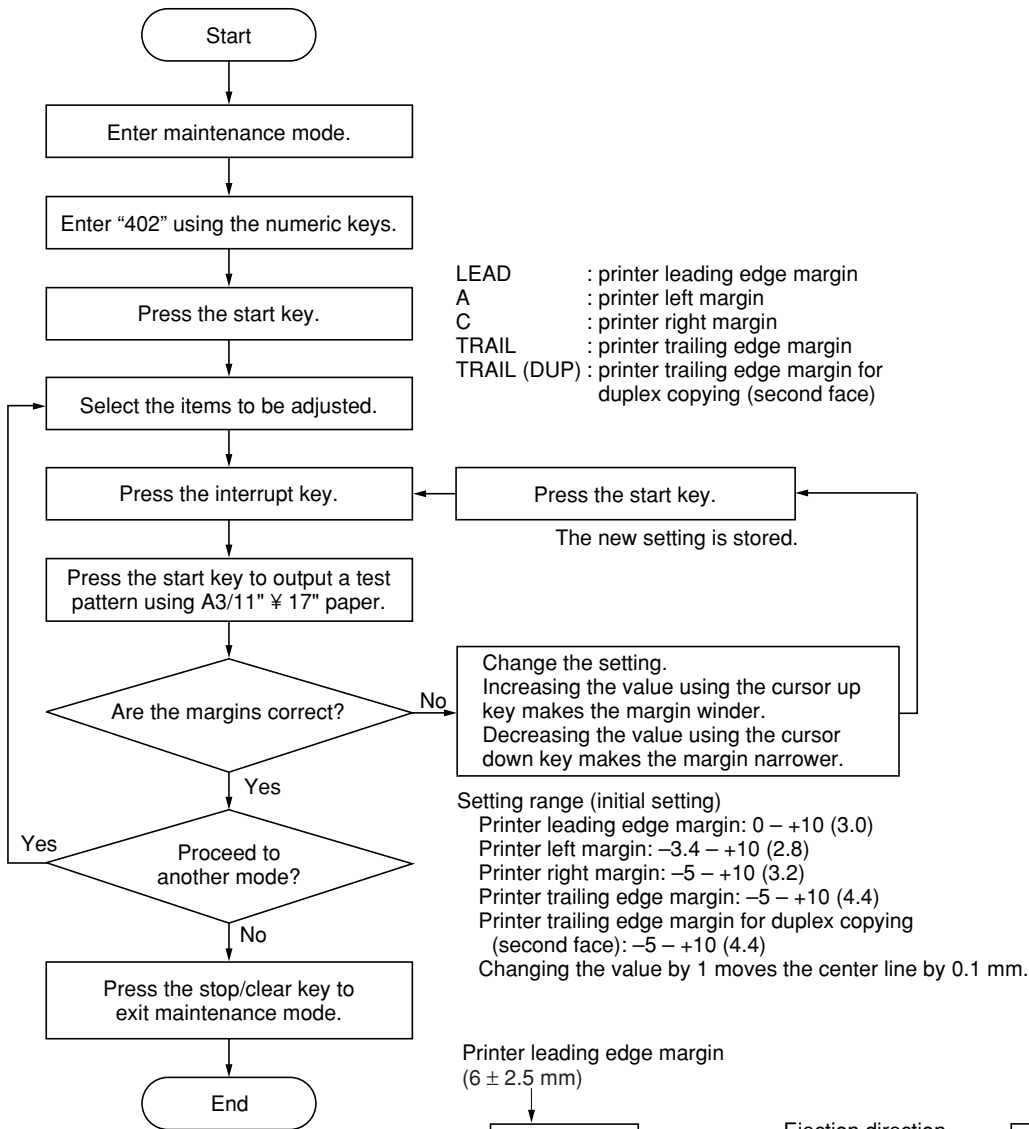 Start
Enter maintenance mode.
Enter “402” using the numeric keys.
Press the start key.
LEAD : printer leading edge margin
A : printer left margin
C : printer right margin
TRAIL : printer trailing edge margin
TRAIL (DUP) : printer trailing edge margin for
duplex copying (second face)
Select the items to be adjusted.
Press the interrupt key.
Press the start key.
The new setting is stored.
Press the start key to output a test
pattern using A3/11" ¥ 17" paper.
Are the margins correct?
No
Change the setting.
Increasing the value using the cursor up
key makes the margin winder.
Decreasing the value using the cursor
down key makes the margin narrower.
Yes
Setting range (initial setting)
Printer leading edge margin: 0 – +10 (3.0)
Printer left margin: –3.4 – +10 (2.8)
Printer right margin: –5 – +10 (3.2)
Printer trailing edge margin: –5 – +10 (4.4)
Printer trailing edge margin for duplex copying
(second face): –5 – +10 (4.4)
Changing the value by 1 moves the center line by 0.1 mm.
Yes
Proceed to
another mode?
No
Press the stop/clear key to
exit maintenance mode.
End
Printer leading edge margin
(6 ± 2.5 mm)
Ejection direction